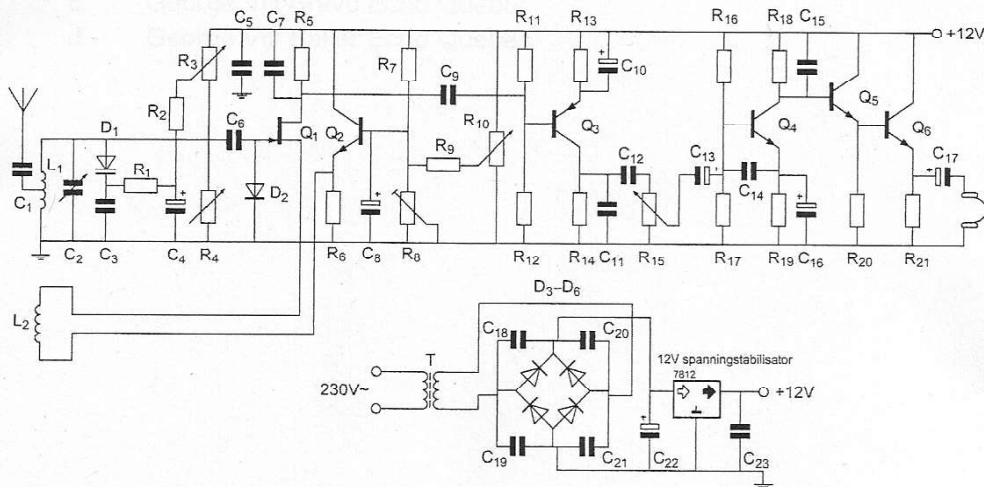 C5 C7 R5 R11 R13 R16 R18 C15
+12V
R3 R7 C9 C10
R2 C6 R10 Q5
D1 Q1 Q2 Q3 Q4 Q6
L1 R1 R9 C12 C13 C17
C1 D2 C14
C2 C3 C4 R4 R6 C8 R8 R12 R14 C11 R15 R17 R19 C16 R20 R21
D3–D6
L2
C18 C20
T 12V spanningstabilisator
7812
230V~ +12V
C19 C21 C22 C23